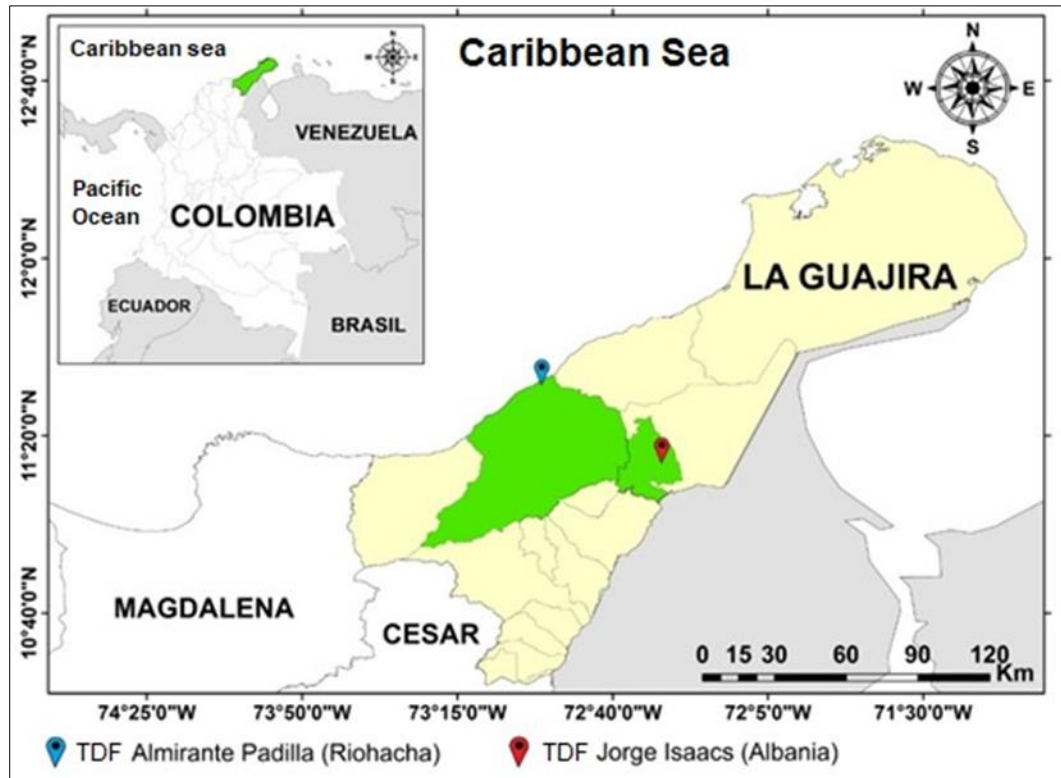 Caribbean sea
Caribbean Sea
N
W E
S
W E
VENEZUELA
Pacific
Ocean
COLOMBIA
ECUADOR
BRASIL
LA GUAJIRA
MAGDALENA
CESAR
12°40'0"N
12°0'0"N
11°20'0"N
10°40'0"N
0 15 30 60 90 120
Km
74°25'0"W 73°50'0"W 73°15'0"W 72°40'0"W 72°5'0"W 71°30'0"W
TDF Almirante Padilla (Riohacha) TDF Jorge Isaacs (Albania)